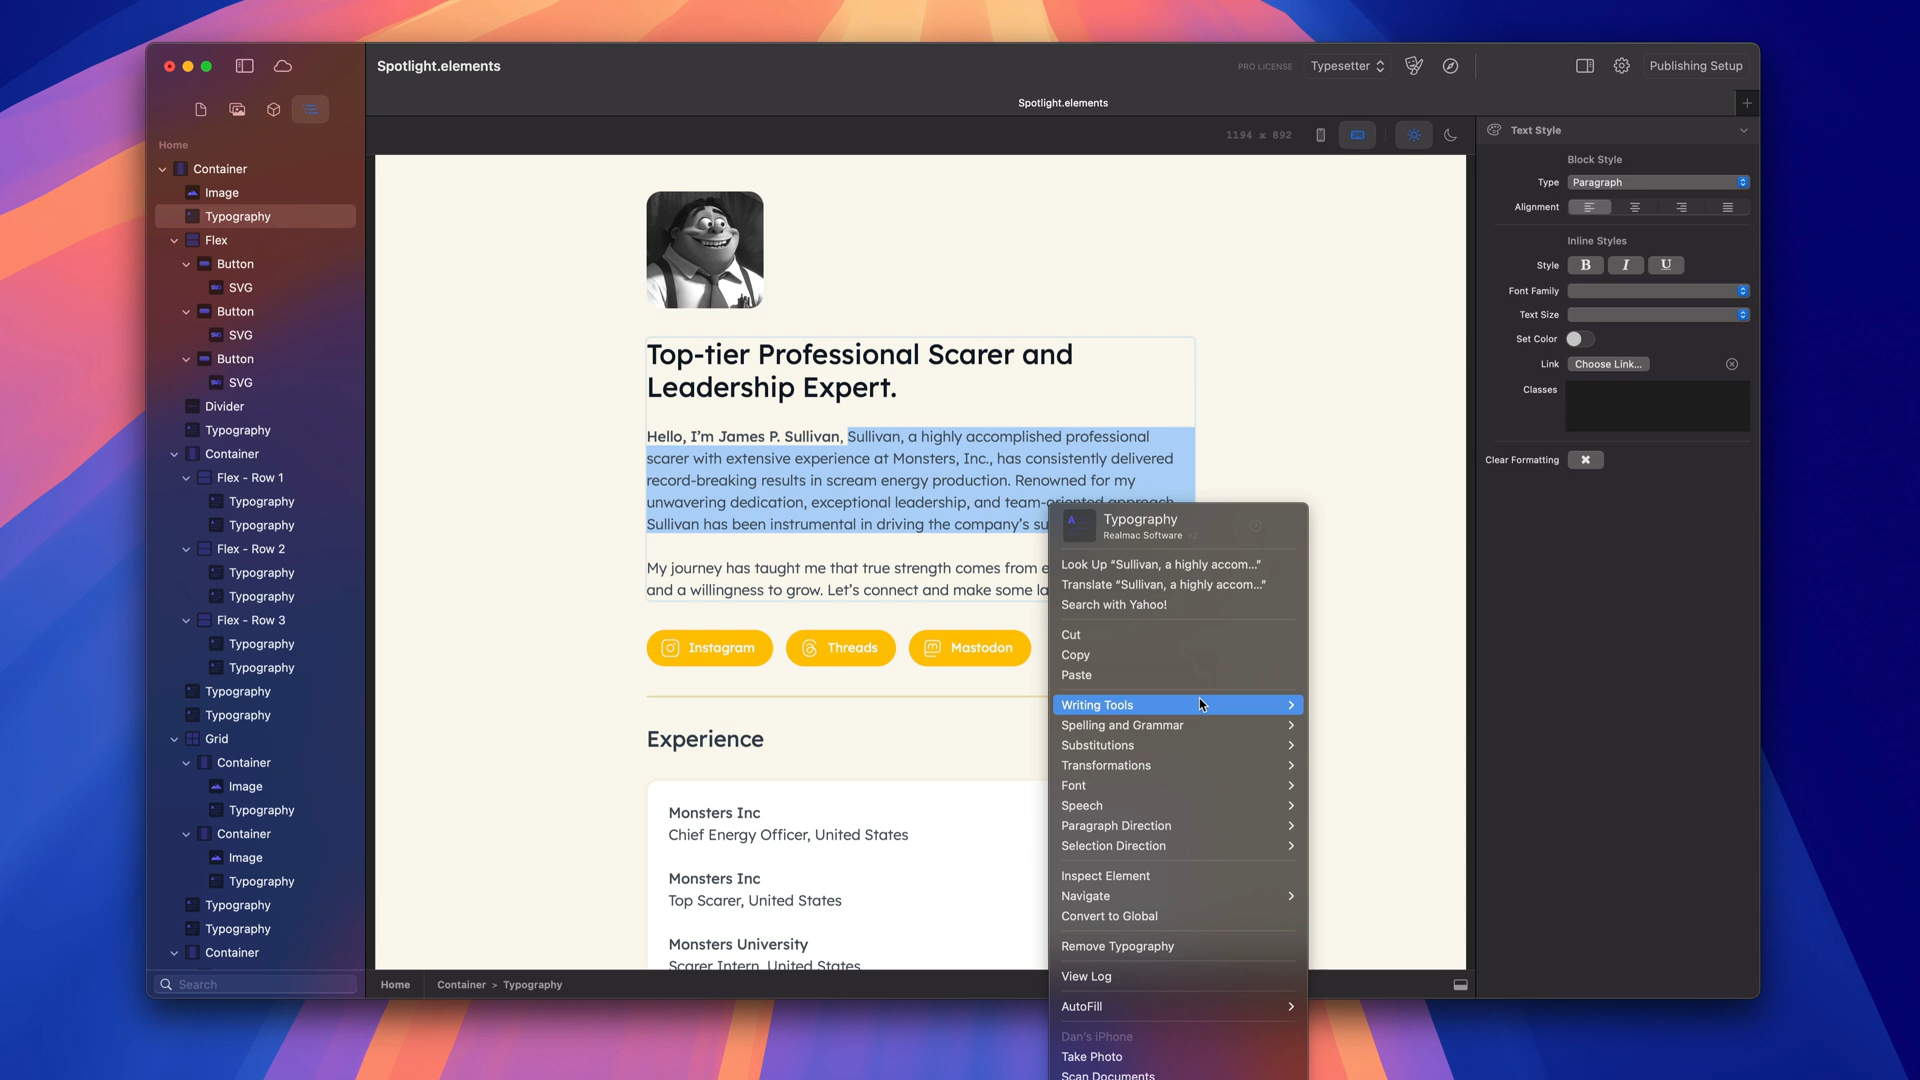 Spotlight.elements
PRO LICENSE
Typesetter
Publishing Setup
Spotlight.elements
1194 x 892
Home
Container
Image
Typography
Flex
Button
SVG
Button
SVG
Button
SVG
Divider
Typography
Container
Flex - Row 1
Typography
Typography
Flex - Row 2
Typography
Typography
Flex - Row 3
Typography
Typography
Typography
Typography
Grid
Container
Image
Typography
Container
Image
Typography
Typography
Typography
Container
Search
Top-tier Professional Scarer and
Leadership Expert.
Hello, I’m James P. Sullivan, Sullivan, a highly accomplished professional
scarer with extensive experience at Monsters, Inc., has consistently delivered
record-breaking results in scream energy production. Renowned for my
unwavering dedication, exceptional leadership, and team-oriented approach
Sullivan has been instrumental in driving the company’s su
My journey has taught me that true strength comes from e
and a willingness to grow. Let’s connect and make some la
Instagram
Threads
Mastodon
Experience
Monsters Inc
Chief Energy Officer, United States
Monsters Inc
Top Scarer, United States
Monsters University
Scarer Intern, United States
Home
Container > Typography
Typography
Realmac Software v2
Look Up “Sullivan, a highly accom...”
Translate “Sullivan, a highly accom...”
Search with Yahoo!
Cut
Copy
Paste
Writing Tools
Spelling and Grammar
Substitutions
Transformations
Font
Speech
Paragraph Direction
Selection Direction
Inspect Element
Navigate
Convert to Global
Remove Typography
View Log
AutoFill
Dan's iPhone
Take Photo
Scan Documents
Text Style
Block Style
Type
Paragraph
Alignment
Inline Styles
Style
B I U
Font Family
Text Size
Set Color
Link
Choose Link...
Classes
Clear Formatting